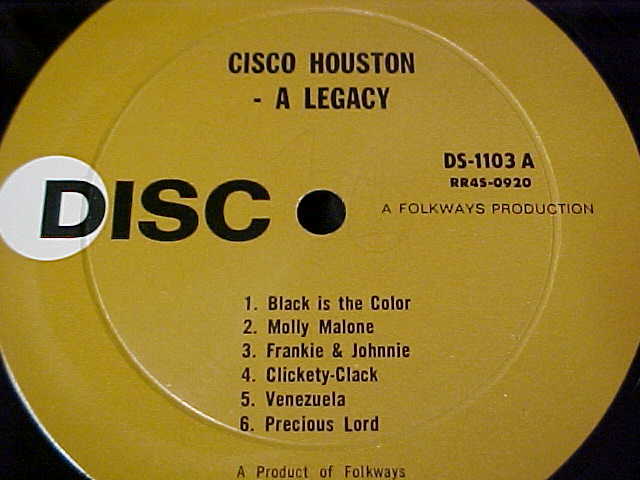 CISCO HOUSTON
- A LEGACY
DS-1103 A
RR4S-0920
DISC
A FOLKWAYS PRODUCTION
1. Black is the Color
2. Molly Malone
3. Frankie & Johnnie
4. Clickety-Clack
5. Venezuela
6. Precious Lord
A Product of Folkways